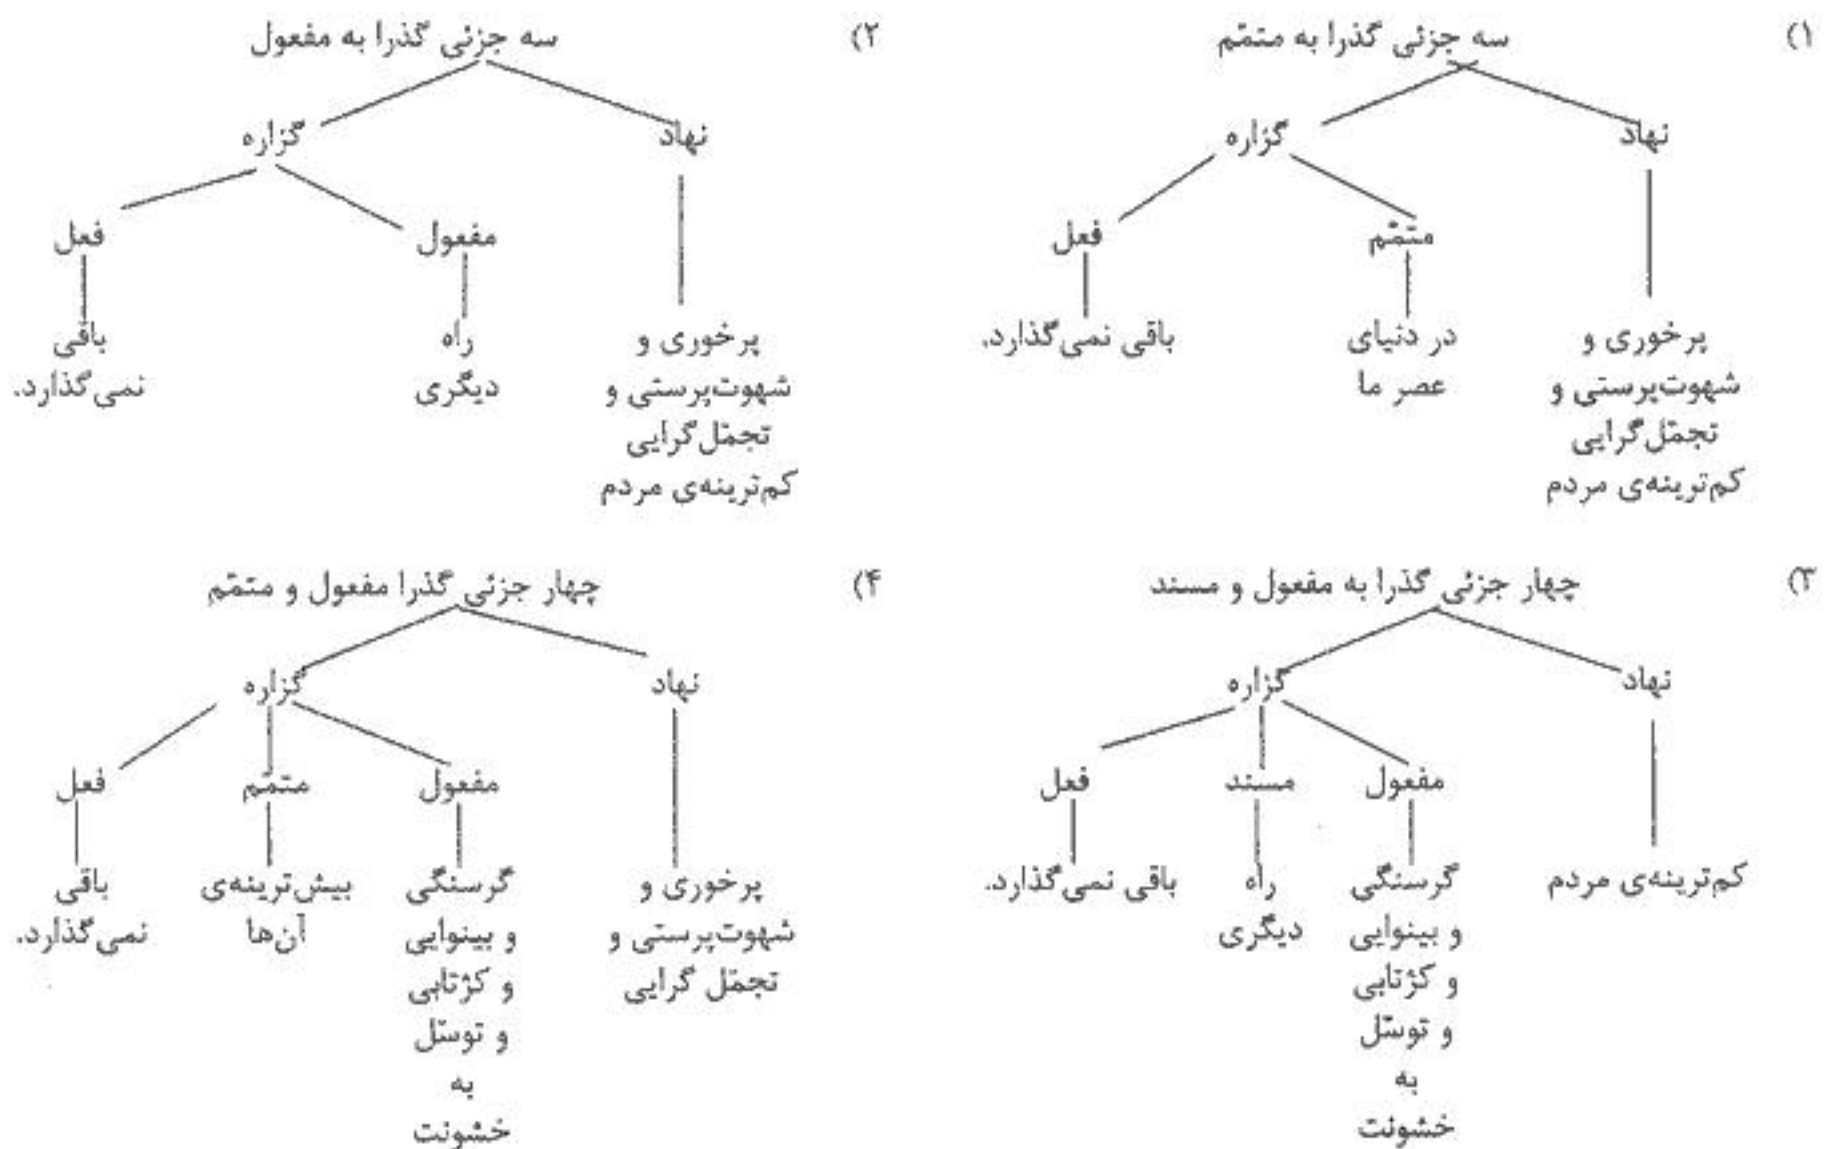 ۱) سه جزئی گذرا به متمّم
نهاد
گزاره
متمّم
فعل
پرخوری و
شهوت‌پرستی و
تجمّل‌گرایی
کم‌ترینه‌ی مردم
در دنیای
عصر ما
باقی نمی‌گذارد.
۲) سه جزئی گذرا به مفعول
نهاد
گزاره
مفعول
فعل
پرخوری و
شهوت‌پرستی و
تجمّل‌گرایی
کم‌ترینه‌ی مردم
راه
دیگری
باقی
نمی‌گذارد.
۳) چهار جزئی گذرا به مفعول و مسند
نهاد
گزاره
مفعول
مسند
فعل
کم‌ترینه‌ی مردم
گرسنگی
و بینوایی
و کژتابی
و توسّل
به
خشونت
راه
دیگری
باقی نمی‌گذارد.
۴) چهار جزئی گذرا مفعول و متمّم
نهاد
گزاره
مفعول
متمّم
فعل
پرخوری و
شهوت‌پرستی و
تجمّل گرایی
گرسنگی
و بینوایی
و کژتابی
و توسّل
به
خشونت
بیش‌ترینه‌ی
آن‌ها
باقی
نمی‌گذارد.